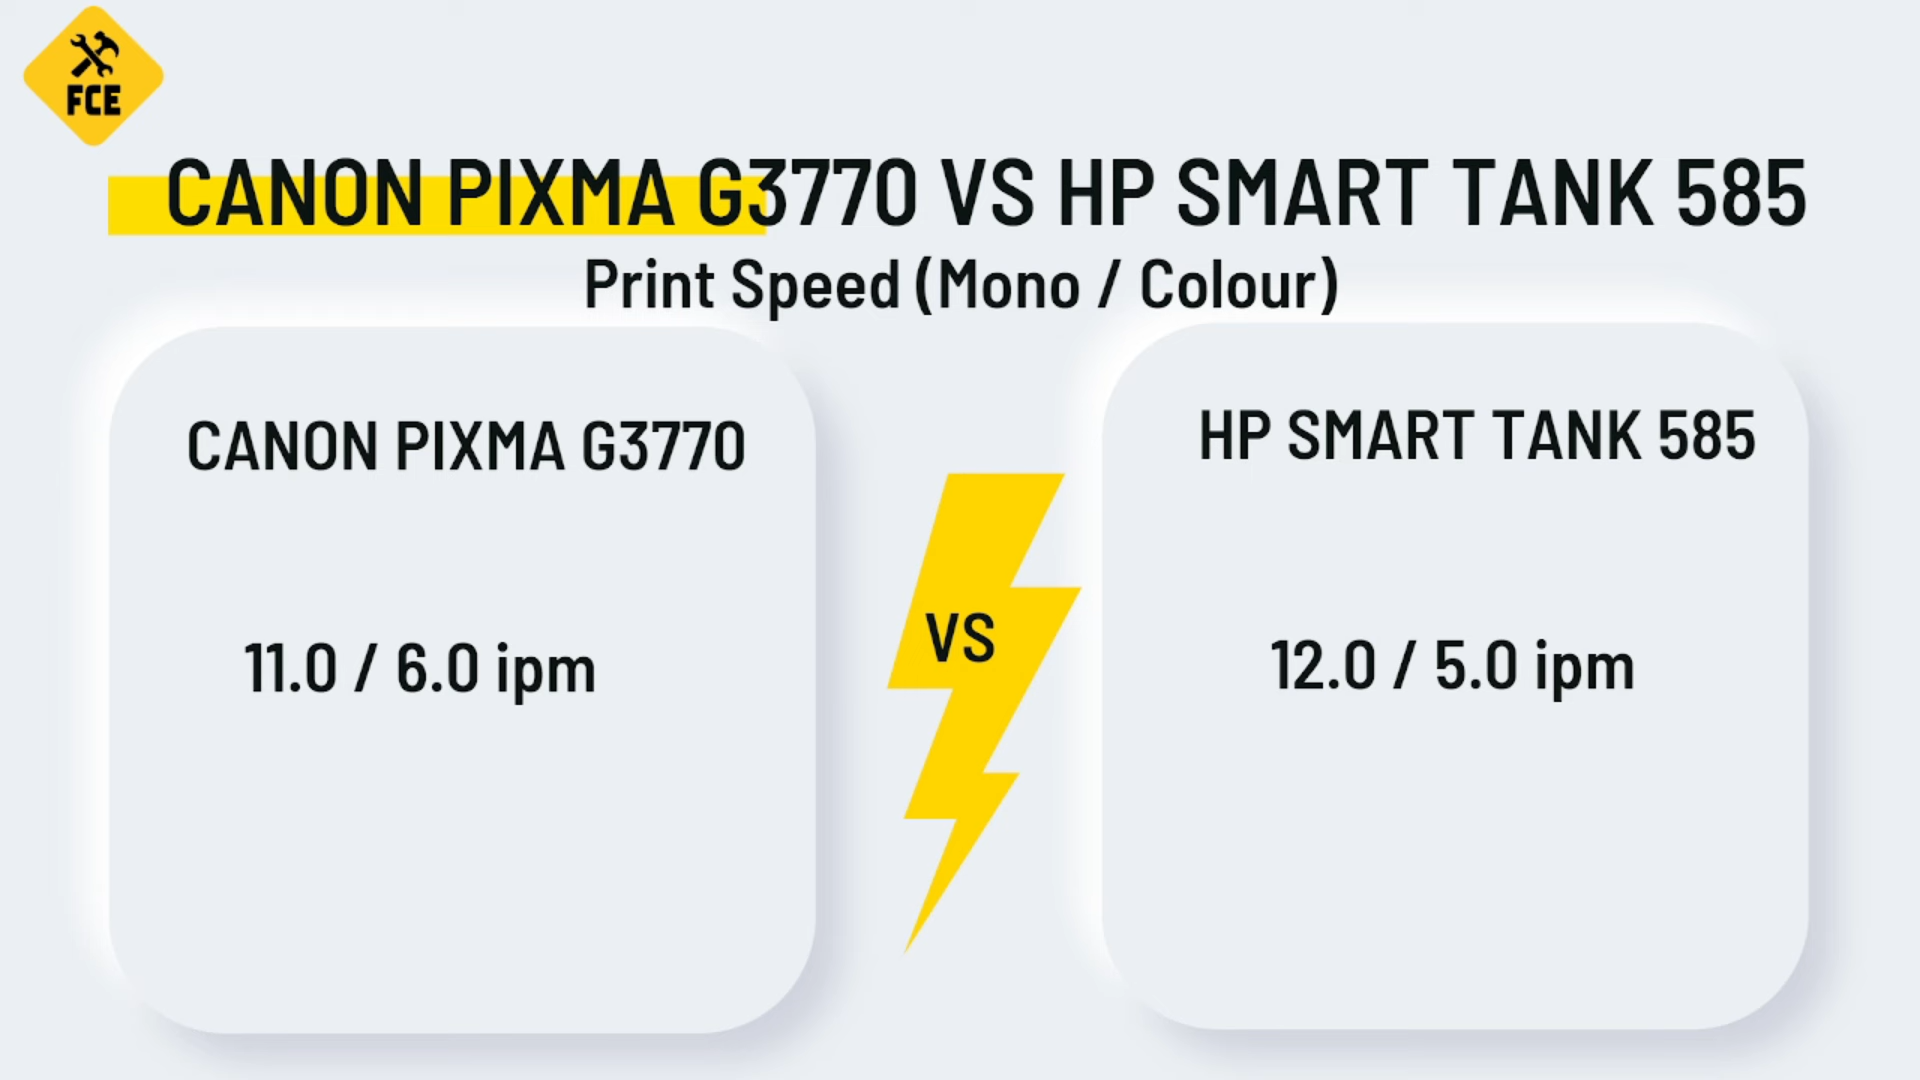 FCE
CANON PIXMA G3770 VS HP SMART TANK 585
Print Speed (Mono / Colour)
CANON PIXMA G3770
11.0 / 6.0 ipm
VS
HP SMART TANK 585
12.0 / 5.0 ipm